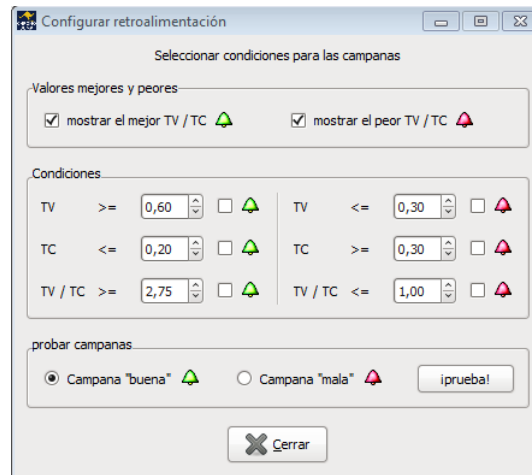 Configurar retroalimentación
Seleccionar condiciones para las campanas
Valores mejores y peores
mostrar el mejor TV / TC mostrar el peor TV / TC
Condiciones
TV >= 0,60 TV <= 0,30
TC <= 0,20 TC >= 0,30
TV / TC >= 2,75 TV / TC <= 1,00
probar campanas
Campana "buena" Campana "mala" ¡prueba!
Cerrar